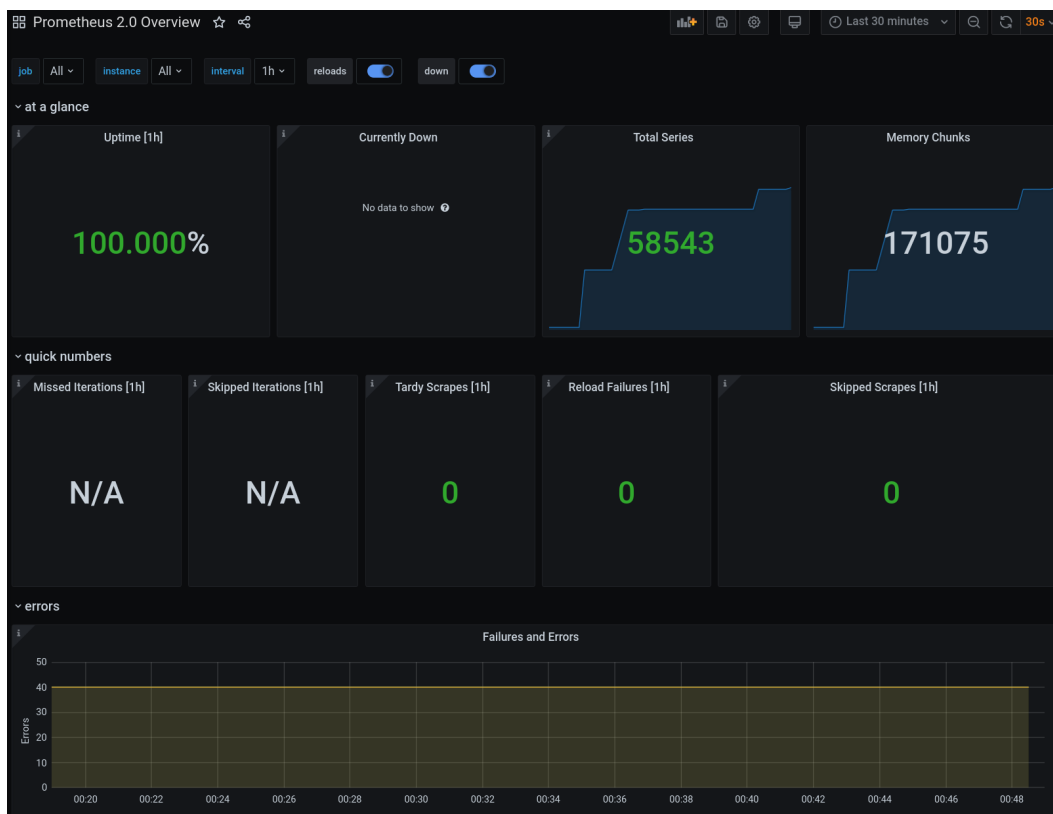 Prometheus 2.0 Overview
Last 30 minutes
30s
job All instance All interval 1h reloads down
at a glance
Uptime [1h]
100.000%
Currently Down
No data to show
Total Series
58543
Memory Chunks
171075
quick numbers
Missed Iterations [1h]
N/A
Skipped Iterations [1h]
N/A
Tardy Scrapes [1h]
0
Reload Failures [1h]
0
Skipped Scrapes [1h]
0
errors
Failures and Errors
Errors
50
40
30
20
10
0
00:20 00:22 00:24 00:26 00:28 00:30 00:32 00:34 00:36 00:38 00:40 00:42 00:44 00:46 00:48